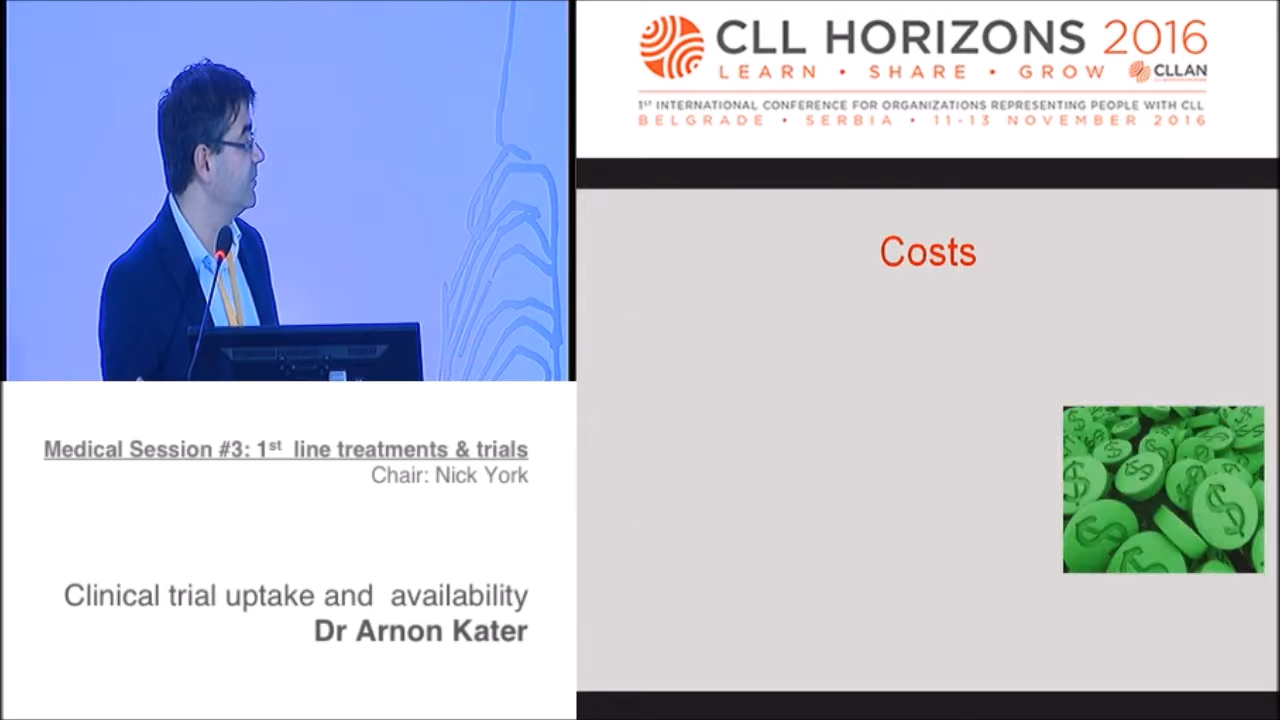 CLL HORIZONS 2016
LEARN • SHARE • GROW
CLLAN
1ST INTERNATIONAL CONFERENCE FOR ORGANIZATIONS REPRESENTING PEOPLE WITH CLL
BELGRADE • SERBIA • 11-13 NOVEMBER 2016
Costs
Medical Session #3: 1st line treatments & trials
Chair: Nick York
Clinical trial uptake and availability
Dr Arnon Kater